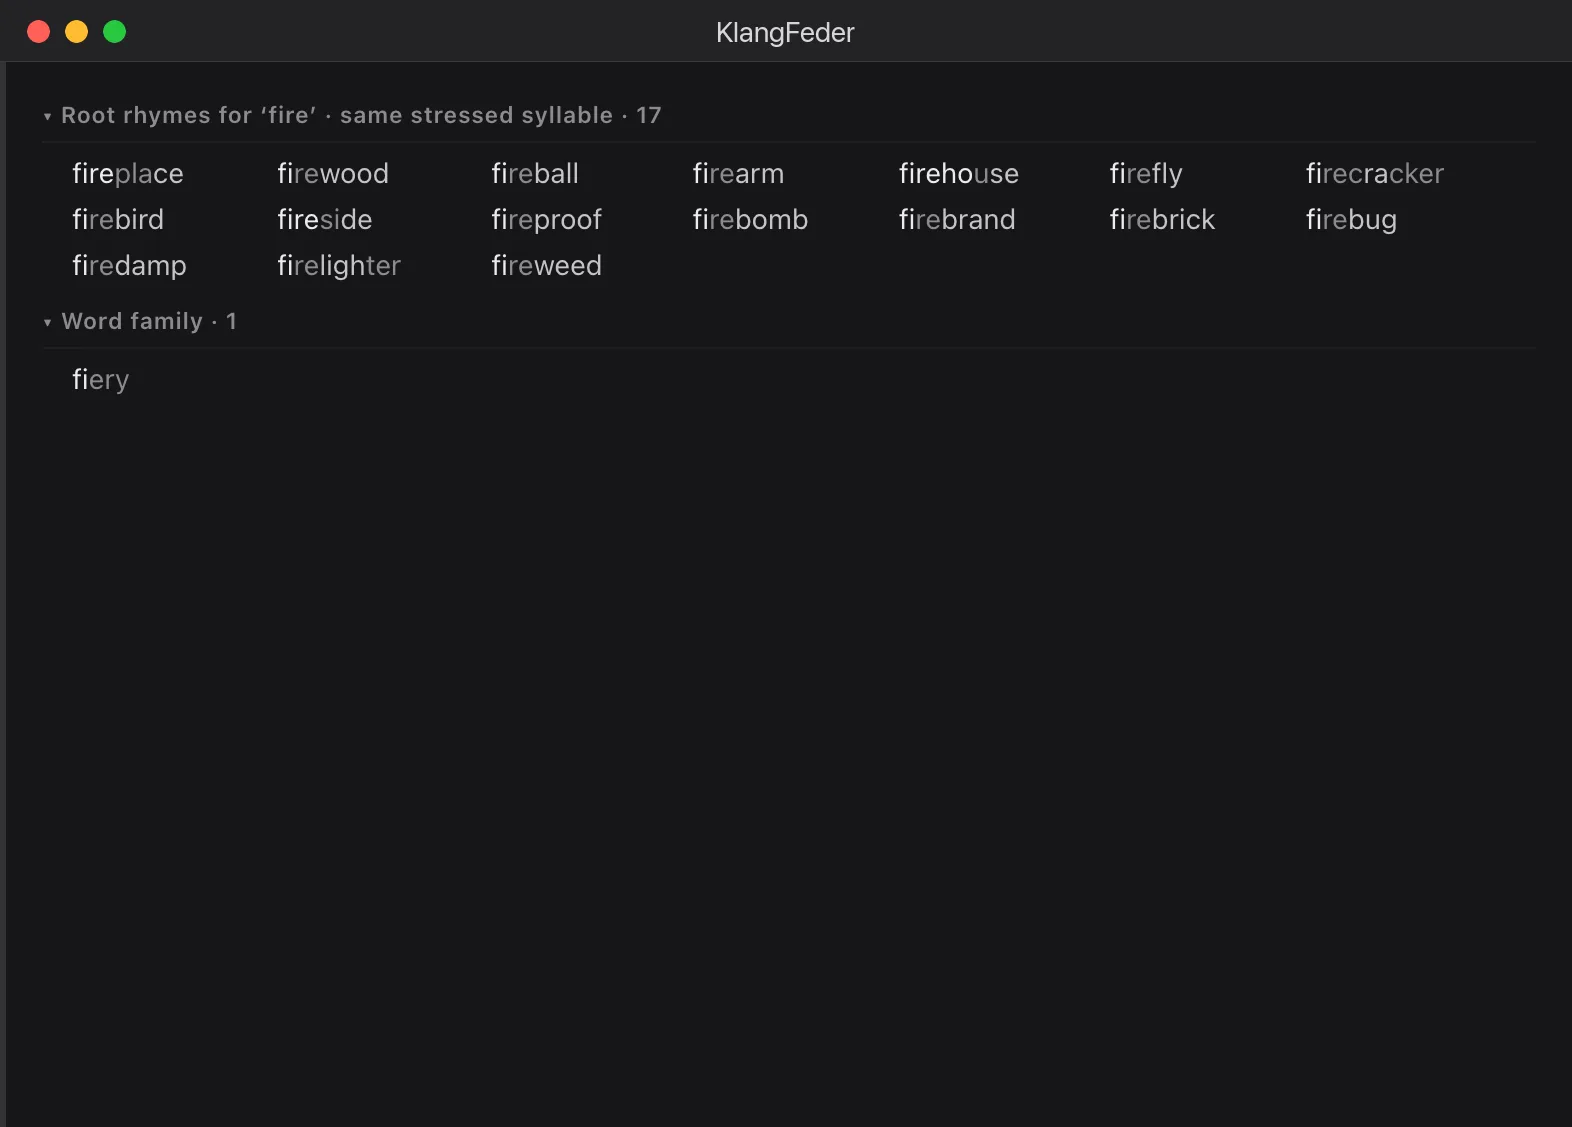 KlangFeder
▾ Root rhymes for ‘fire’ · same stressed syllable · 17
fireplace firewood fireball firearm firehouse firefly firecracker
firebird fireside fireproof firebomb firebrand firebrick firebug
firedamp firelighter fireweed
▾ Word family · 1
fiery